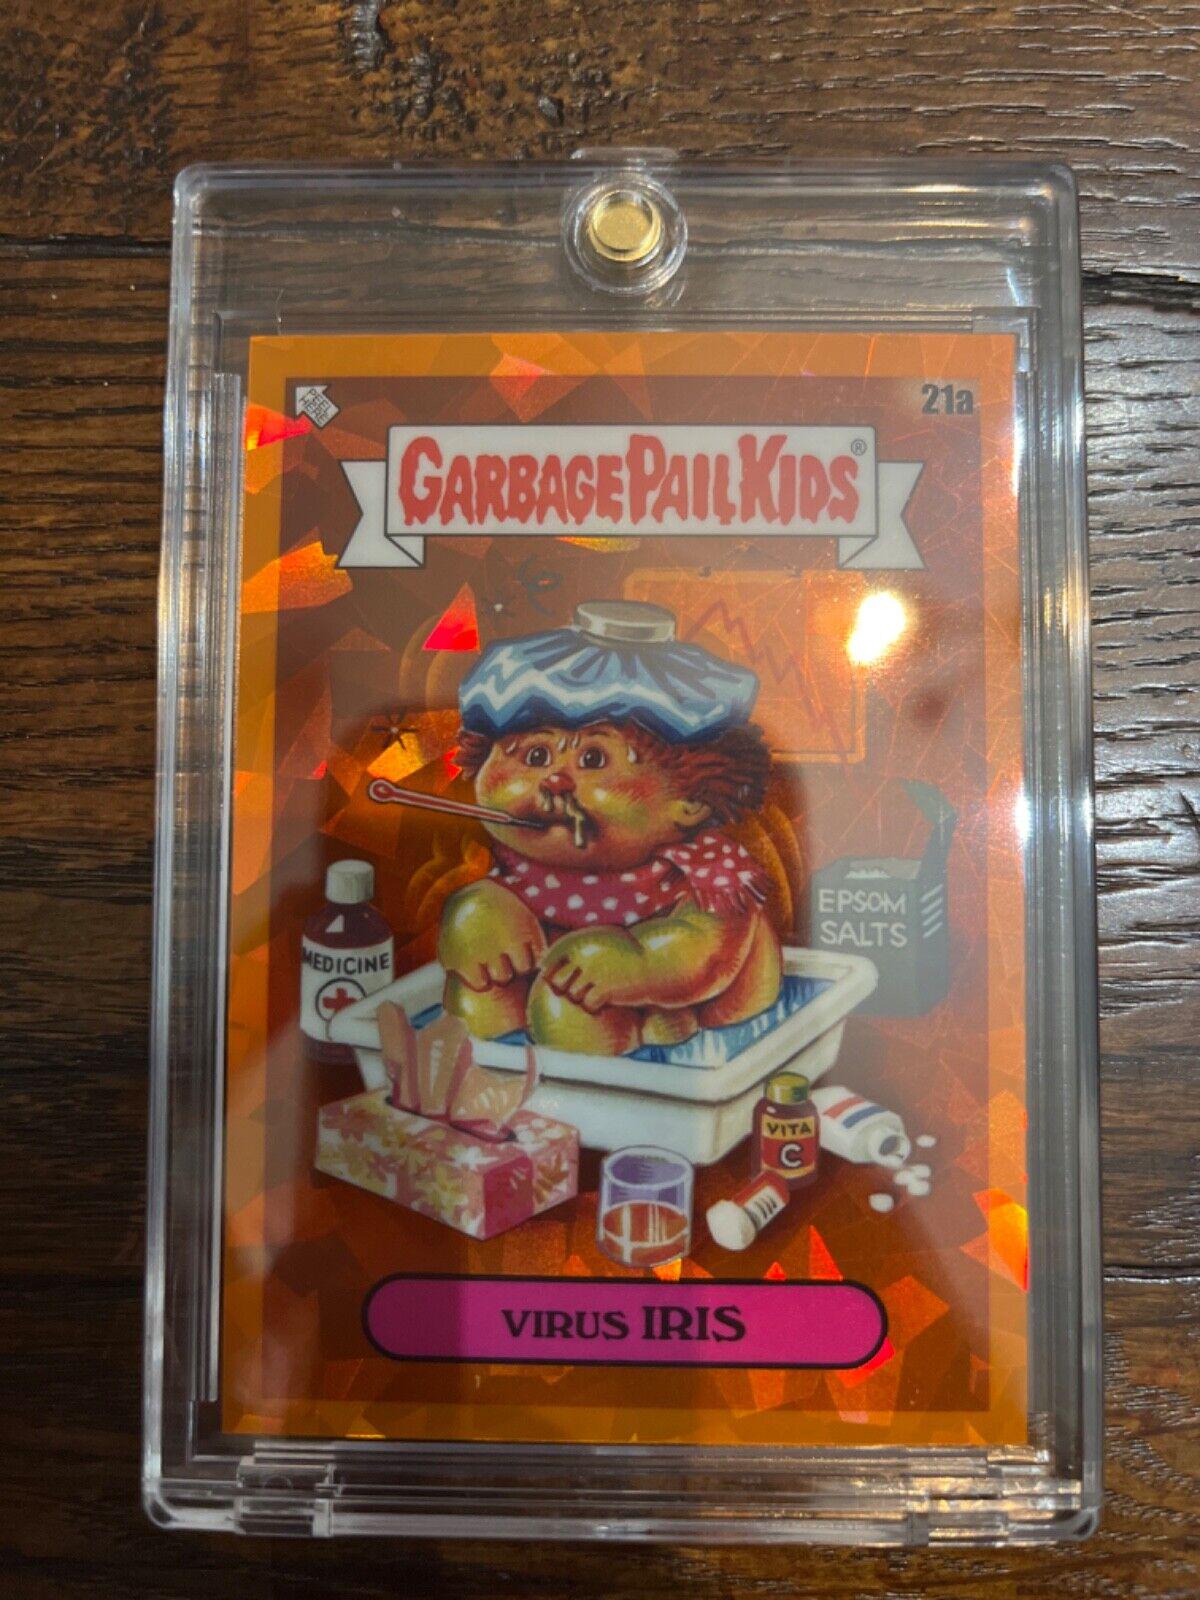 21a
GARBAGE PAIL KIDS®
EPSOM
SALTS
MEDICINE
VITA
C
VIRUS IRIS